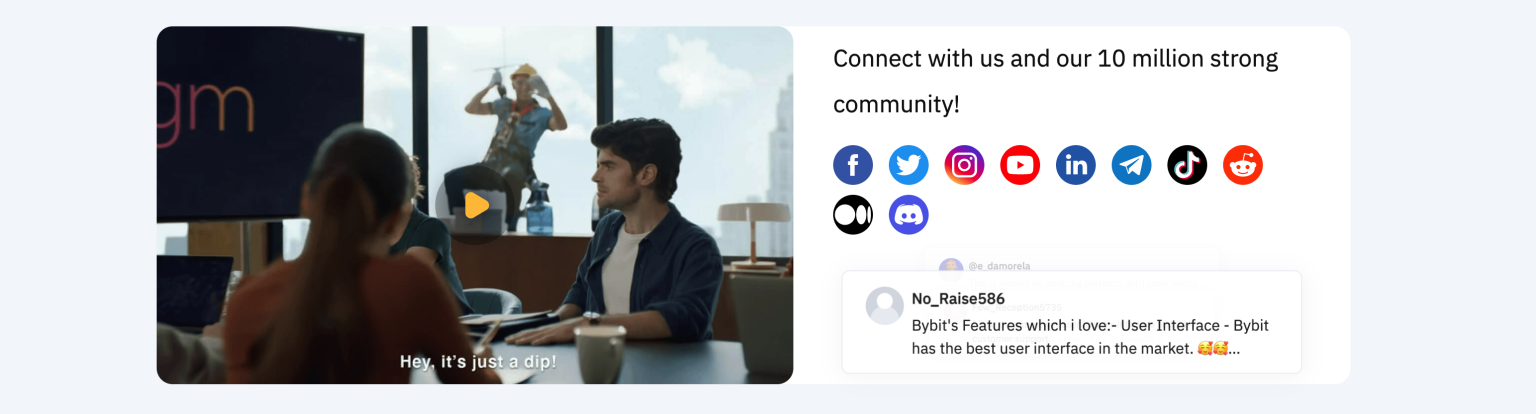 gm
Hey, it's just a dip!
Connect with us and our 10 million strong
community!
@e_damorela
No_Raise586
Bybit's Features which i love:- User Interface - Bybit
has the best user interface in the market. 🥰🥰...